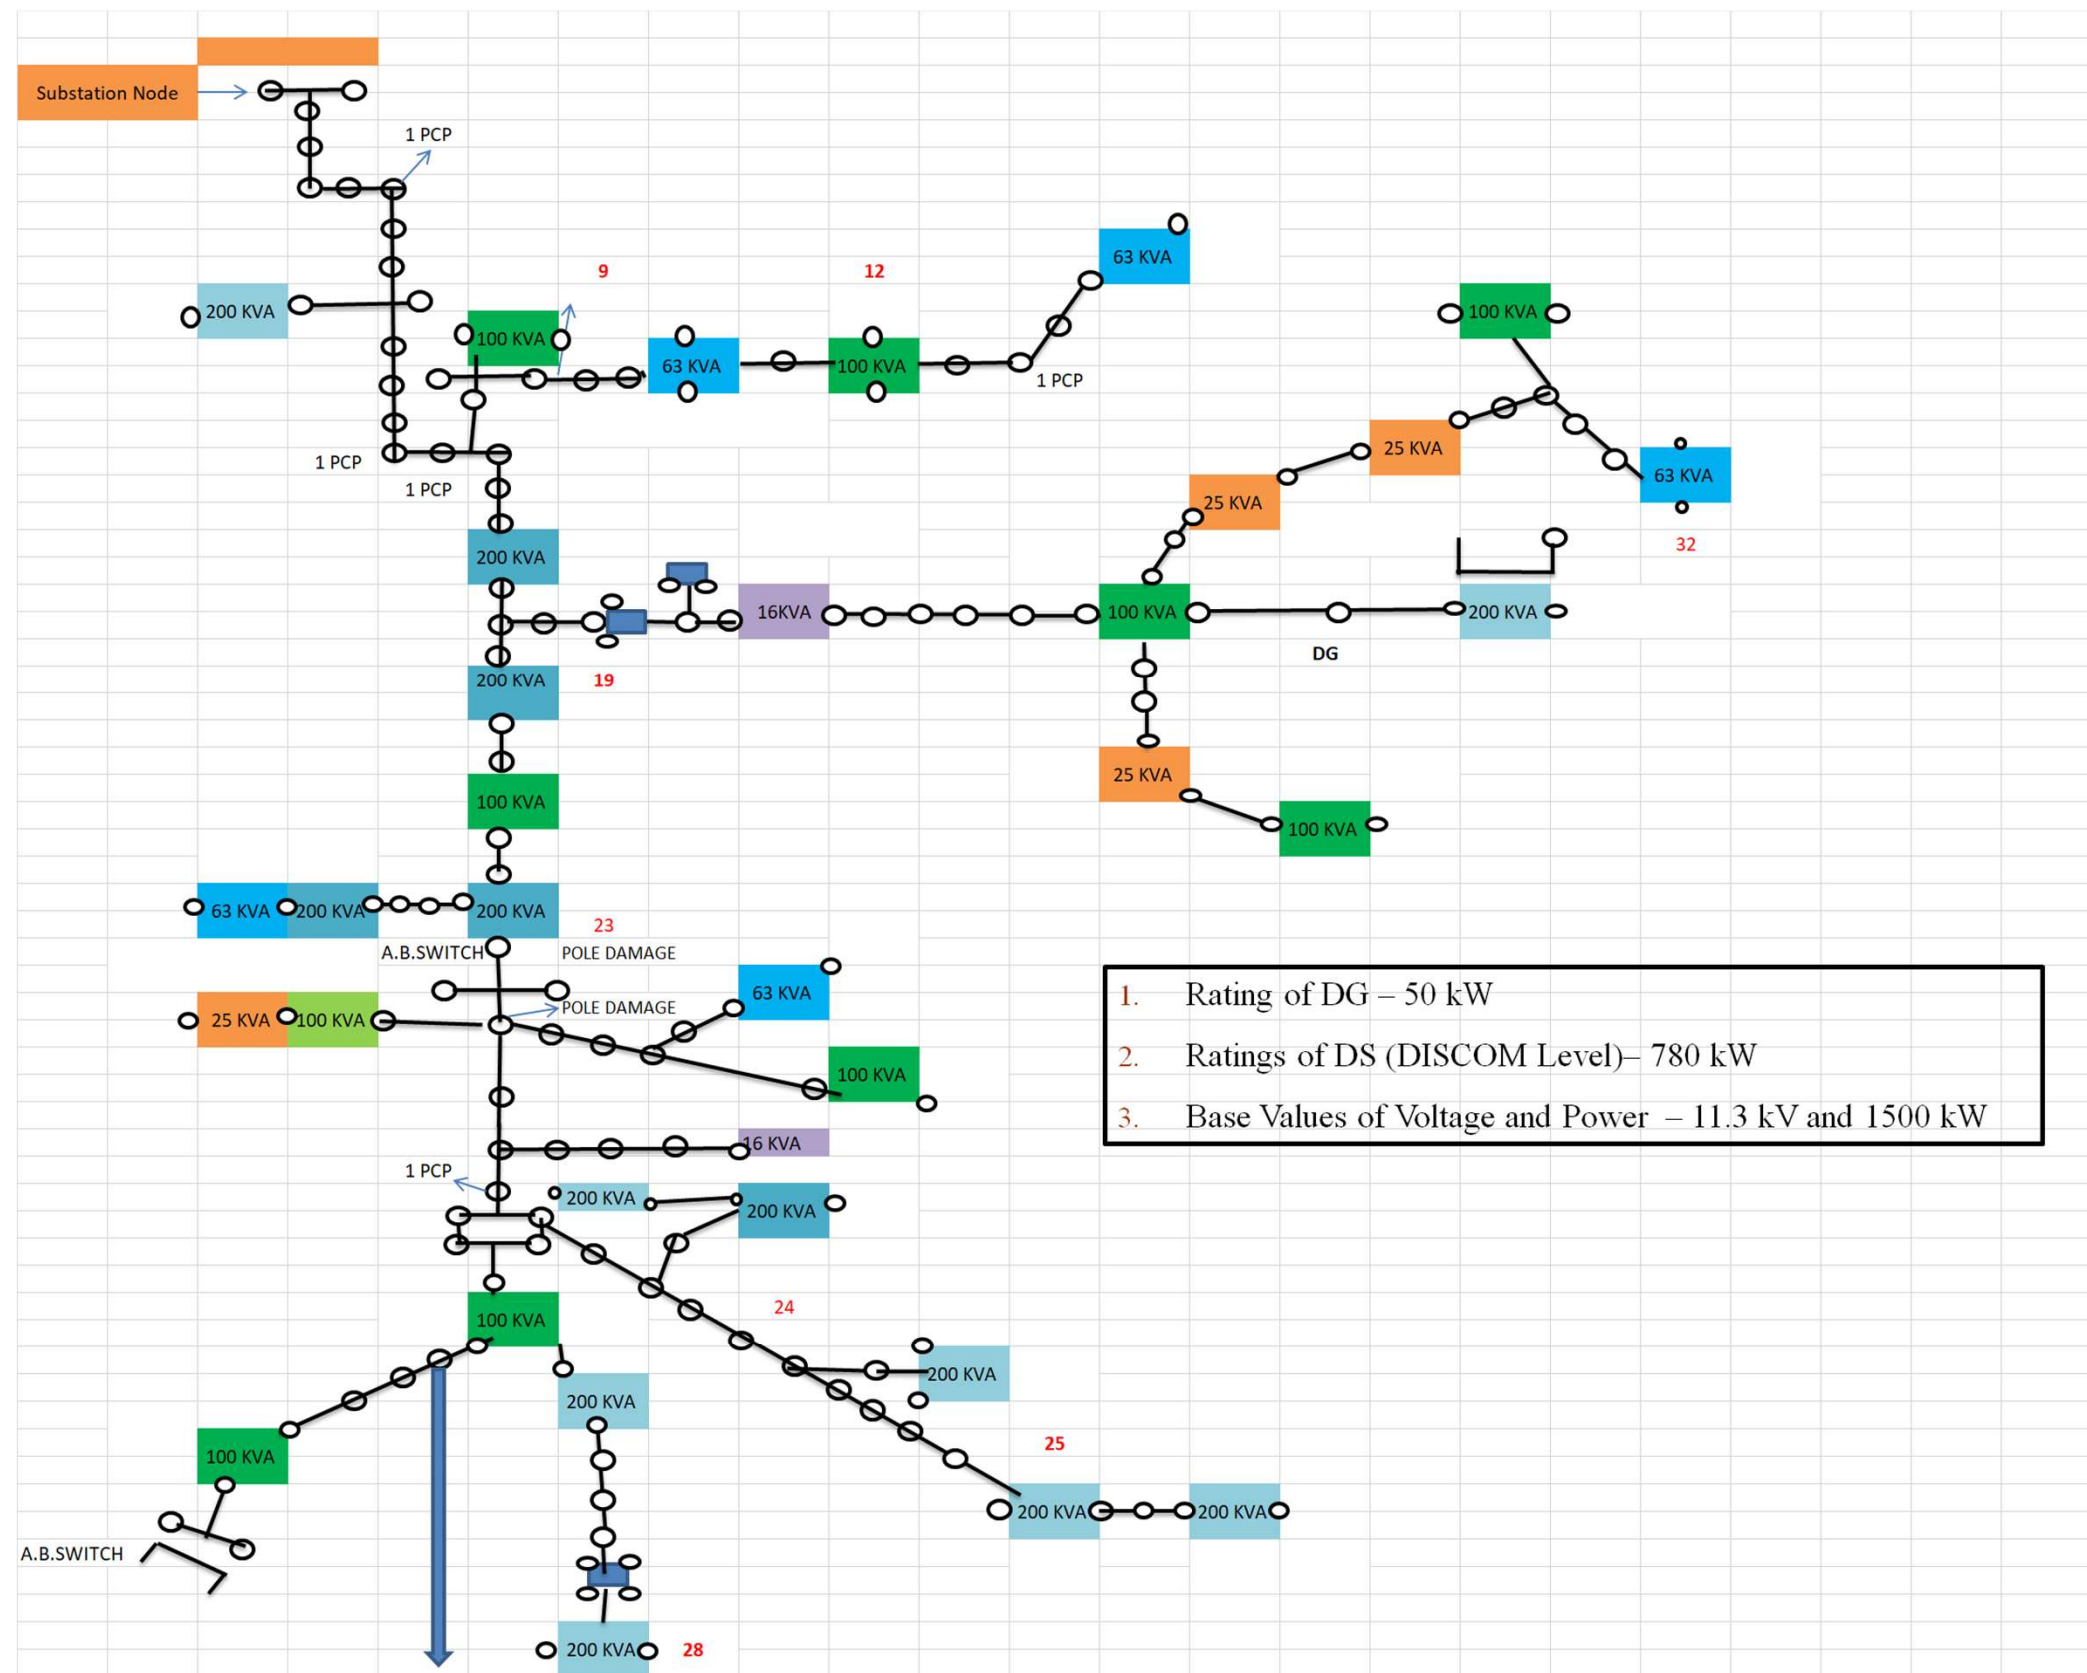 Substation Node
1 PCP
63 KVA
9
12
200 KVA
100 KVA
100 KVA
63 KVA
100 KVA
1 PCP
25 KVA
1 PCP
63 KVA
1 PCP
25 KVA
32
200 KVA
16KVA
100 KVA
200 KVA
DG
200 KVA
19
25 KVA
100 KVA
100 KVA
63 KVA
200 KVA
200 KVA
23
A.B.SWITCH
POLE DAMAGE
63 KVA
POLE DAMAGE
25 KVA
100 KVA
100 KVA
1. Rating of DG – 50 kW
2. Ratings of DS (DISCOM Level)– 780 kW
3. Base Values of Voltage and Power – 11.3 kV and 1500 kW
16 KVA
1 PCP
200 KVA
200 KVA
24
100 KVA
200 KVA
200 KVA
25
100 KVA
200 KVA
200 KVA
A.B.SWITCH
200 KVA
28